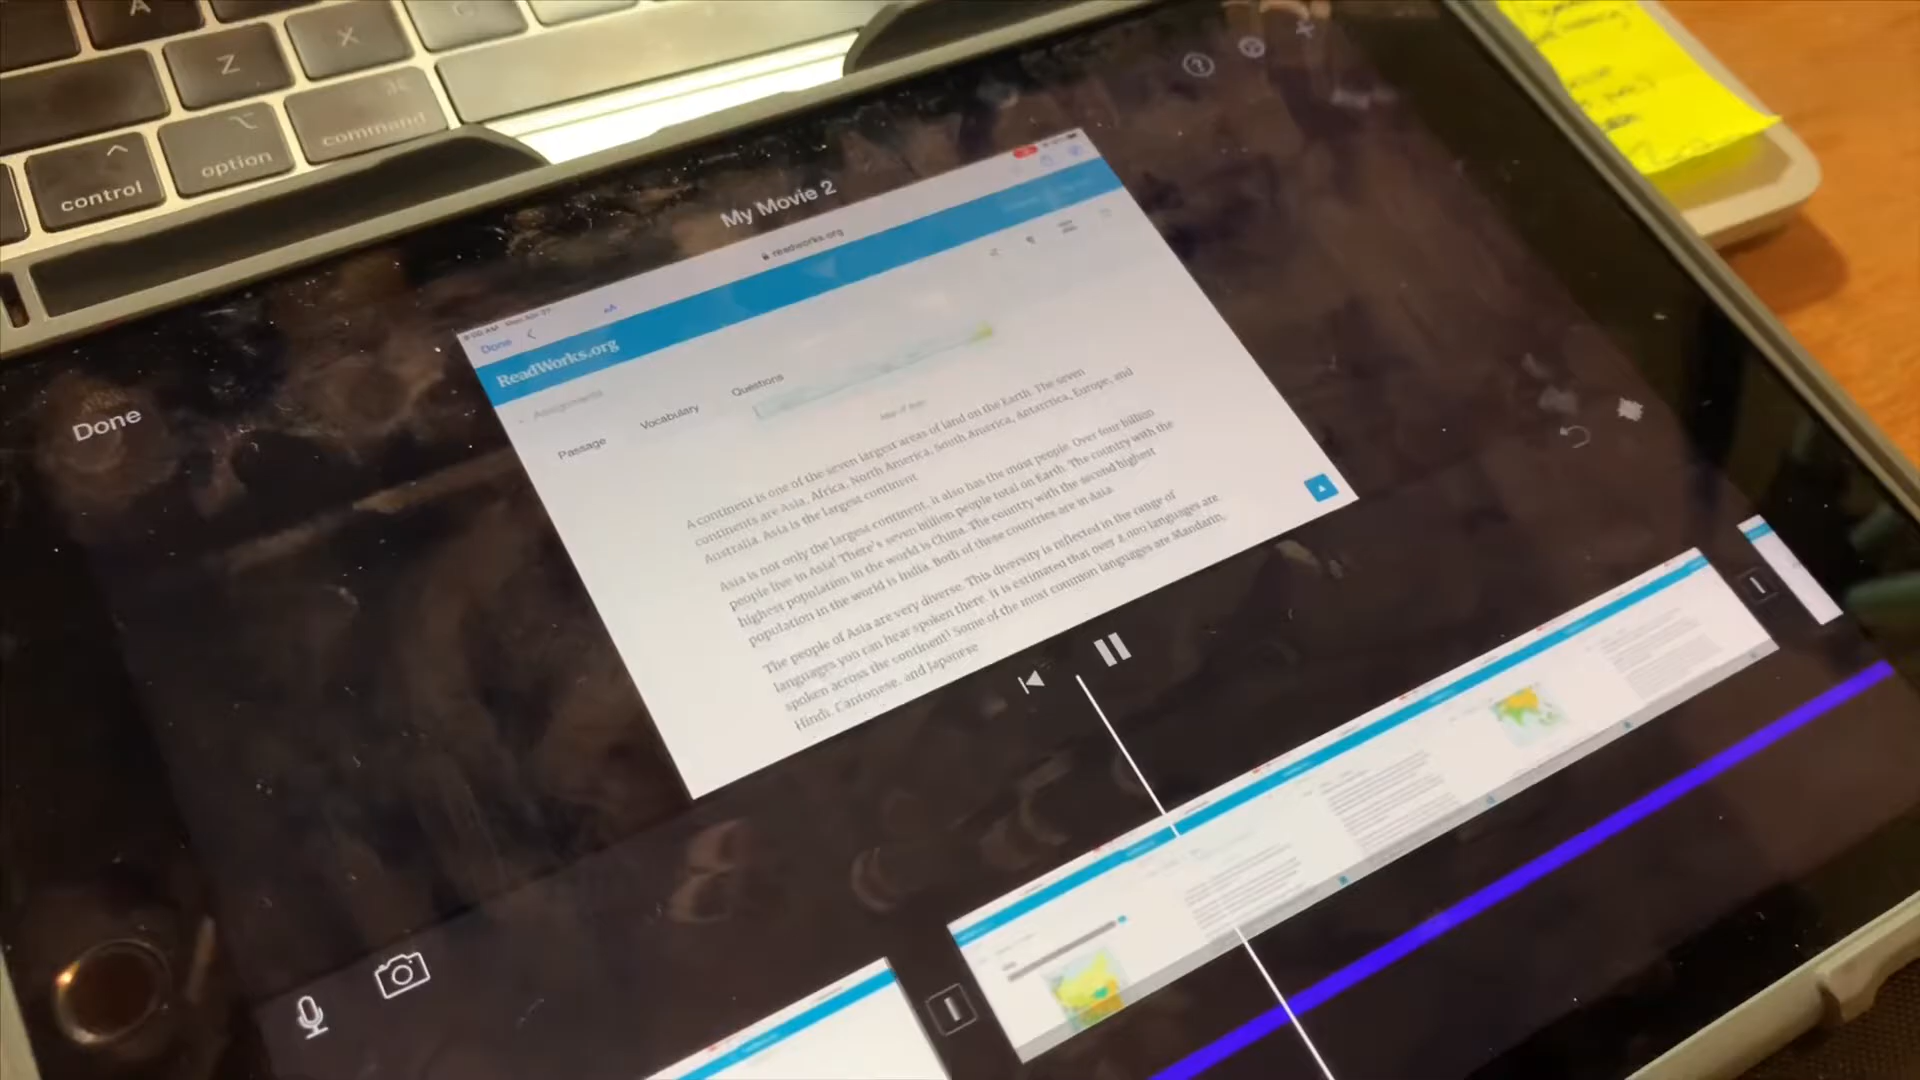 A
Z
X
C
control
option
command
My Movie 2
Done
readworks.org
Done
AA
ReadWorks.org
Assignments
Passage
Vocabulary
Questions
Map of Asia
A continent is one of the seven largest areas of land on the Earth. The seven
continents are Asia, Africa, North America, South America, Antarctica, Europe, and
Australia. Asia is the largest continent
Asia is not only the largest continent, it also has the most people. Over four billion
people live in Asia! There's seven billion people total on Earth. The country with the
highest population in the world is China. The country with the second highest
population in the world is India. Both of these countries are in Asia.
The people of Asia are very diverse. This diversity is reflected in the range of
languages you can hear spoken there. It is estimated that over 2,000 languages are
spoken across the continent! Some of the most common languages are Mandarin,
Hindi, Cantonese, and Japanese